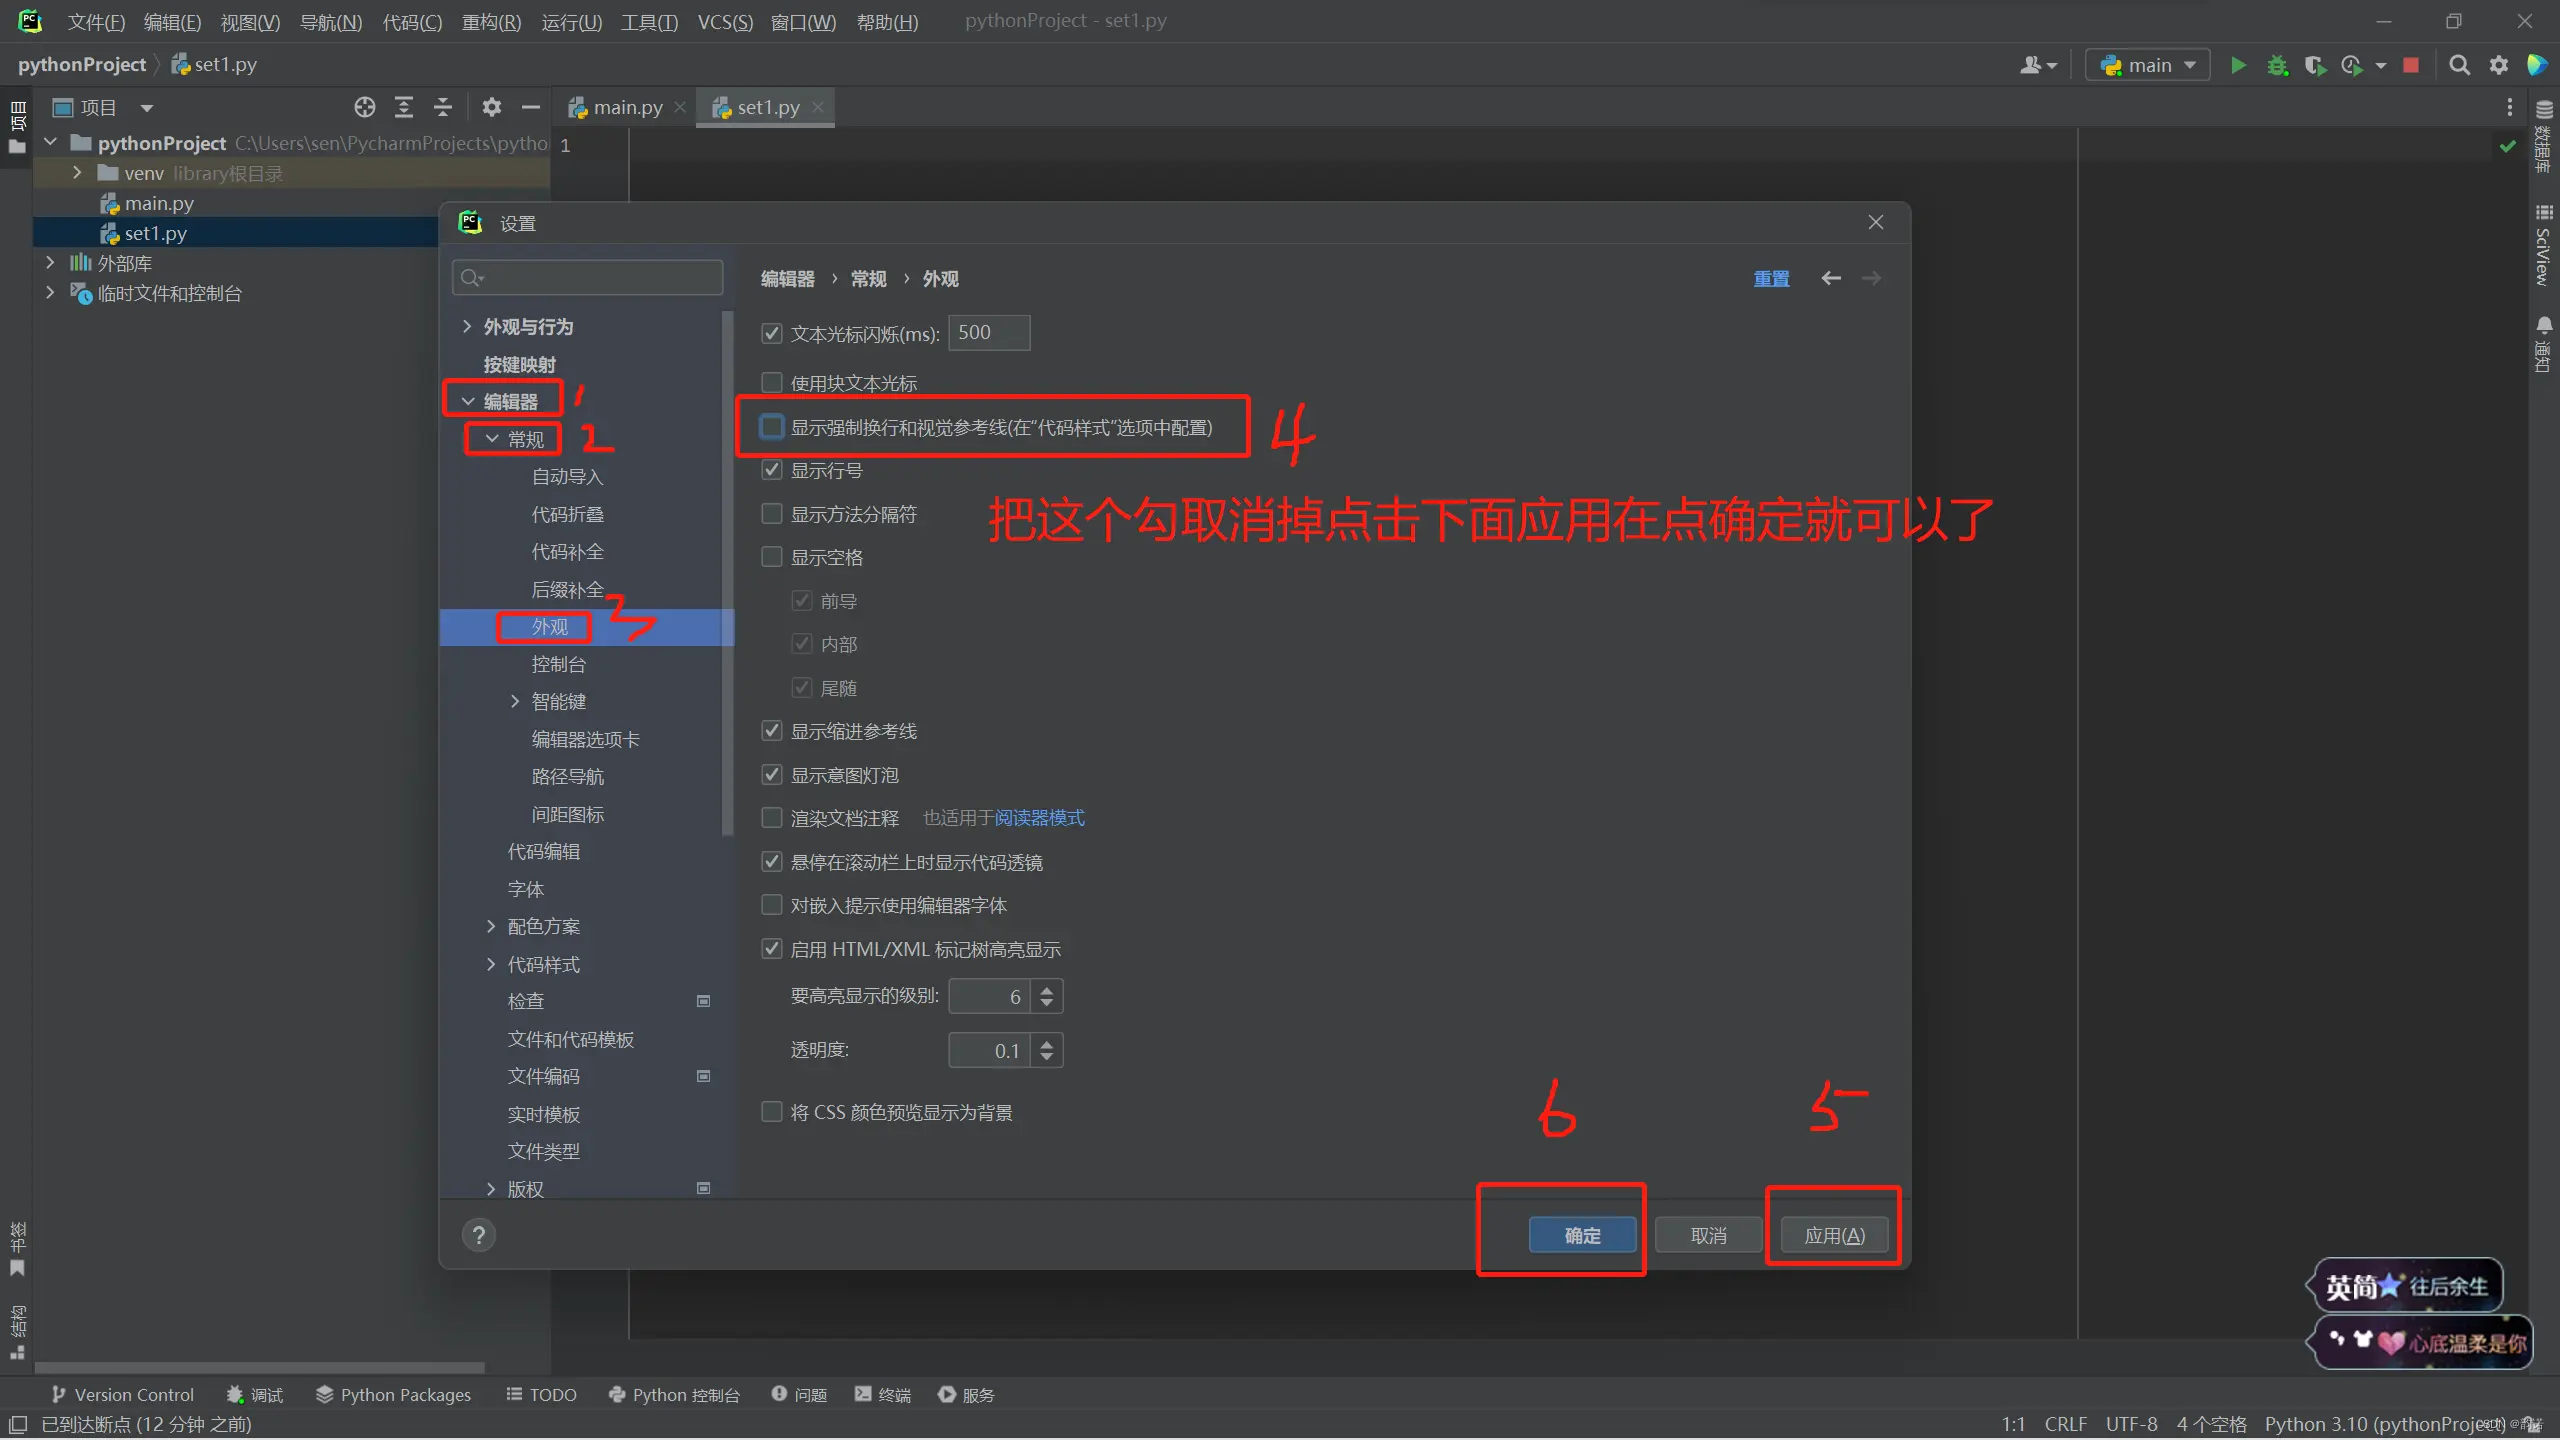 文件(F) 编辑(E) 视图(V) 导航(N) 代码(C) 重构(R) 运行(U) 工具(T) VCS(S) 窗口(W) 帮助(H) pythonProject - set1.py
pythonProject set1.py
main
项目
项目
main.py
set1.py
pythonProject C:\Users\sen\PycharmProjects\pytho
venv library根目录
main.py
set1.py
外部库
临时文件和控制台
1
数据库
SciView
通知
设置
编辑器 › 常规 › 外观
重置
外观与行为
按键映射
编辑器 1
常规 2
自动导入
代码折叠
代码补全
后缀补全
外观 3
控制台
智能键
编辑器选项卡
路径导航
间距图标
代码编辑
字体
配色方案
代码样式
检查
文件和代码模板
文件编码
实时模板
文件类型
版权
文本光标闪烁(ms): 500
使用块文本光标
显示强制换行和视觉参考线(在“代码样式”选项中配置) 4
显示行号
把这个勾取消掉点击下面应用在点确定就可以了
显示方法分隔符
显示空格
前导
内部
尾随
显示缩进参考线
显示意图灯泡
渲染文档注释 也适用于阅读器模式
悬停在滚动栏上时显示代码透镜
对嵌入提示使用编辑器字体
启用 HTML/XML 标记树高亮显示
要高亮显示的级别: 6
透明度: 0.1
将 CSS 颜色预览显示为背景
6 5
?
确定 取消 应用(A)
书签
结构
英简 往后余生
心底温柔是你
Version Control 调试 Python Packages TODO Python 控制台 问题 终端 服务
已到达断点 (12 分钟 之前)
1:1 CRLF UTF-8 4 个空格 Python 3.10 (pythonProject)